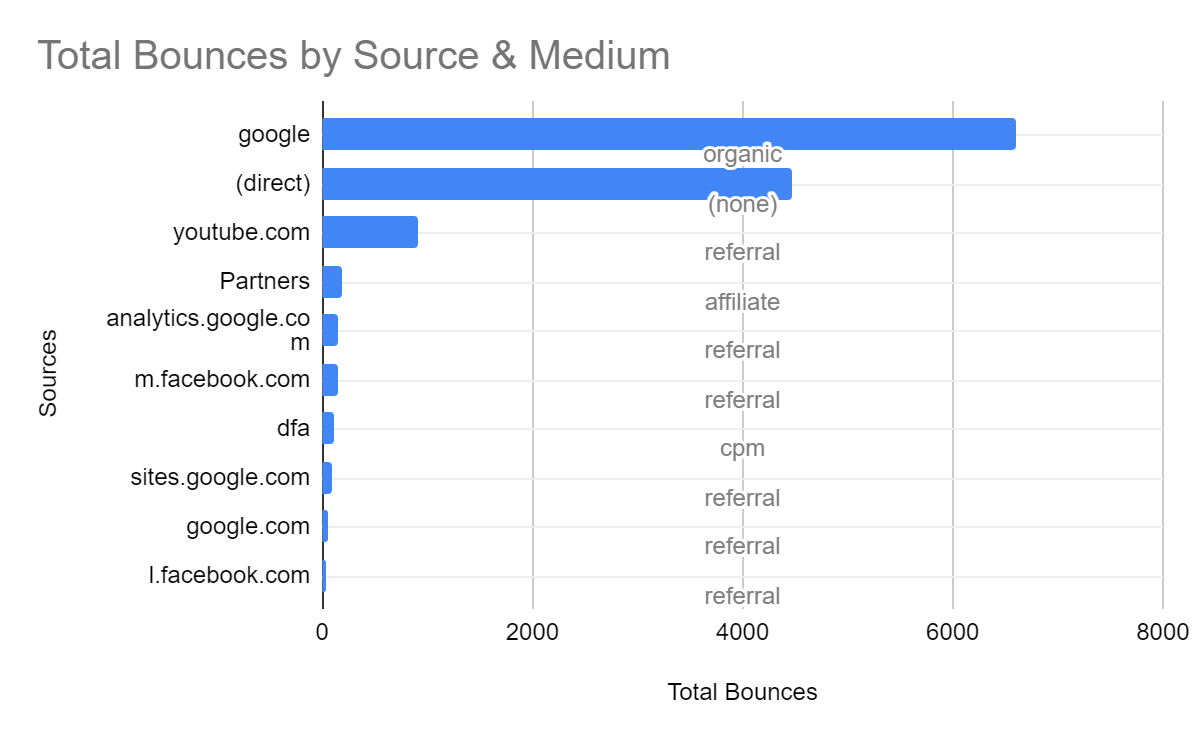 Total Bounces by Source & Medium
google
organic
(direct)
(none)
youtube.com
referral
Partners
affiliate
analytics.google.co
m
referral
m.facebook.com
referral
dfa
cpm
sites.google.com
referral
google.com
referral
l.facebook.com
referral
Sources
0 2000 4000 6000 8000
Total Bounces